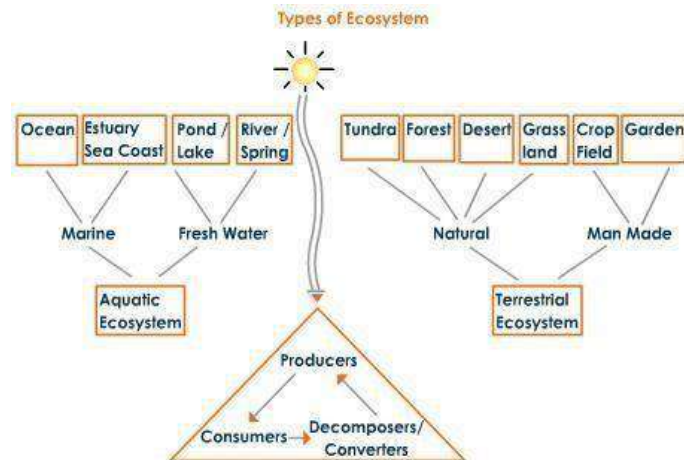 Types of Ecosystem
Ocean
Estuary
Sea Coast
Pond /
Lake
River /
Spring
Tundra
Forest
Desert
Grass
land
Crop
Field
Garden
Marine
Fresh Water
Natural
Man Made
Aquatic
Ecosystem
Terrestrial
Ecosystem
Producers
Consumers
Decomposers/
Converters